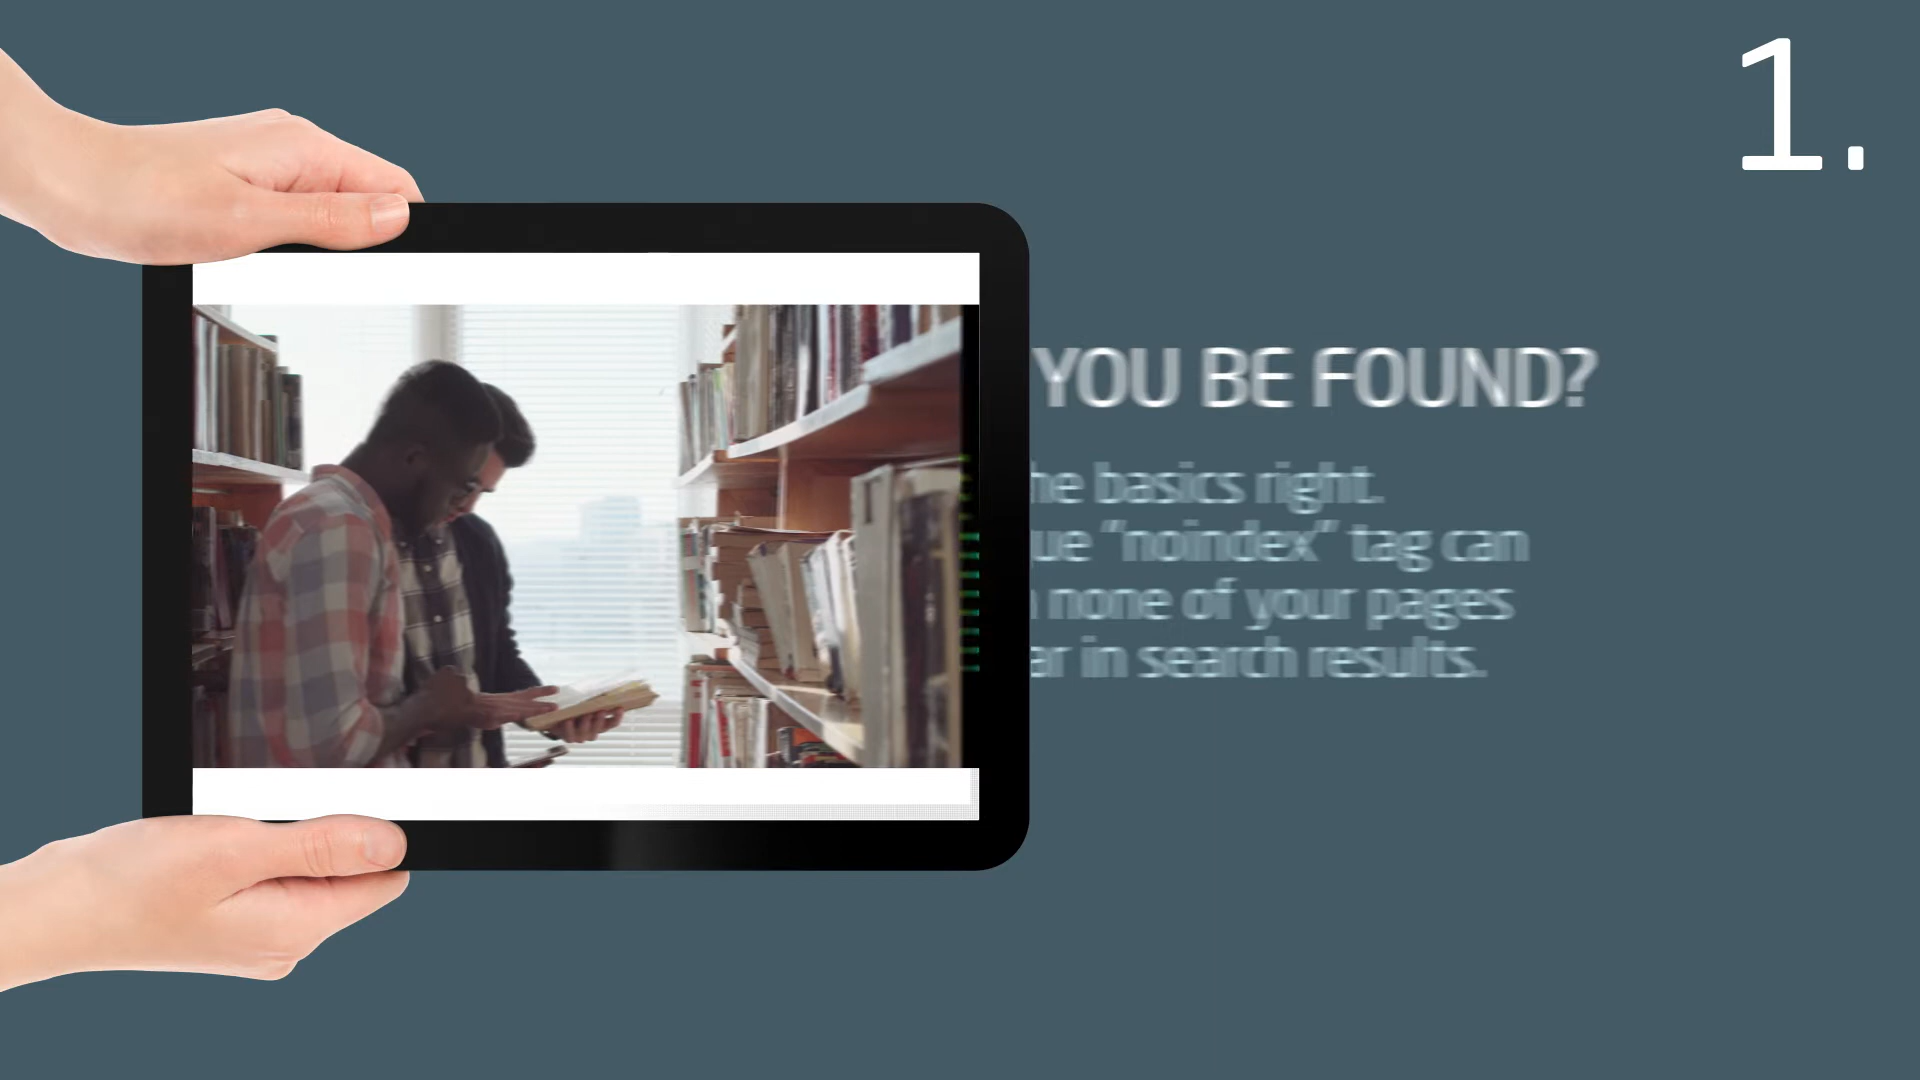 1.
YOU BE FOUND?
he basics right.
ue "noindex" tag can
none of your pages
ar in search results.